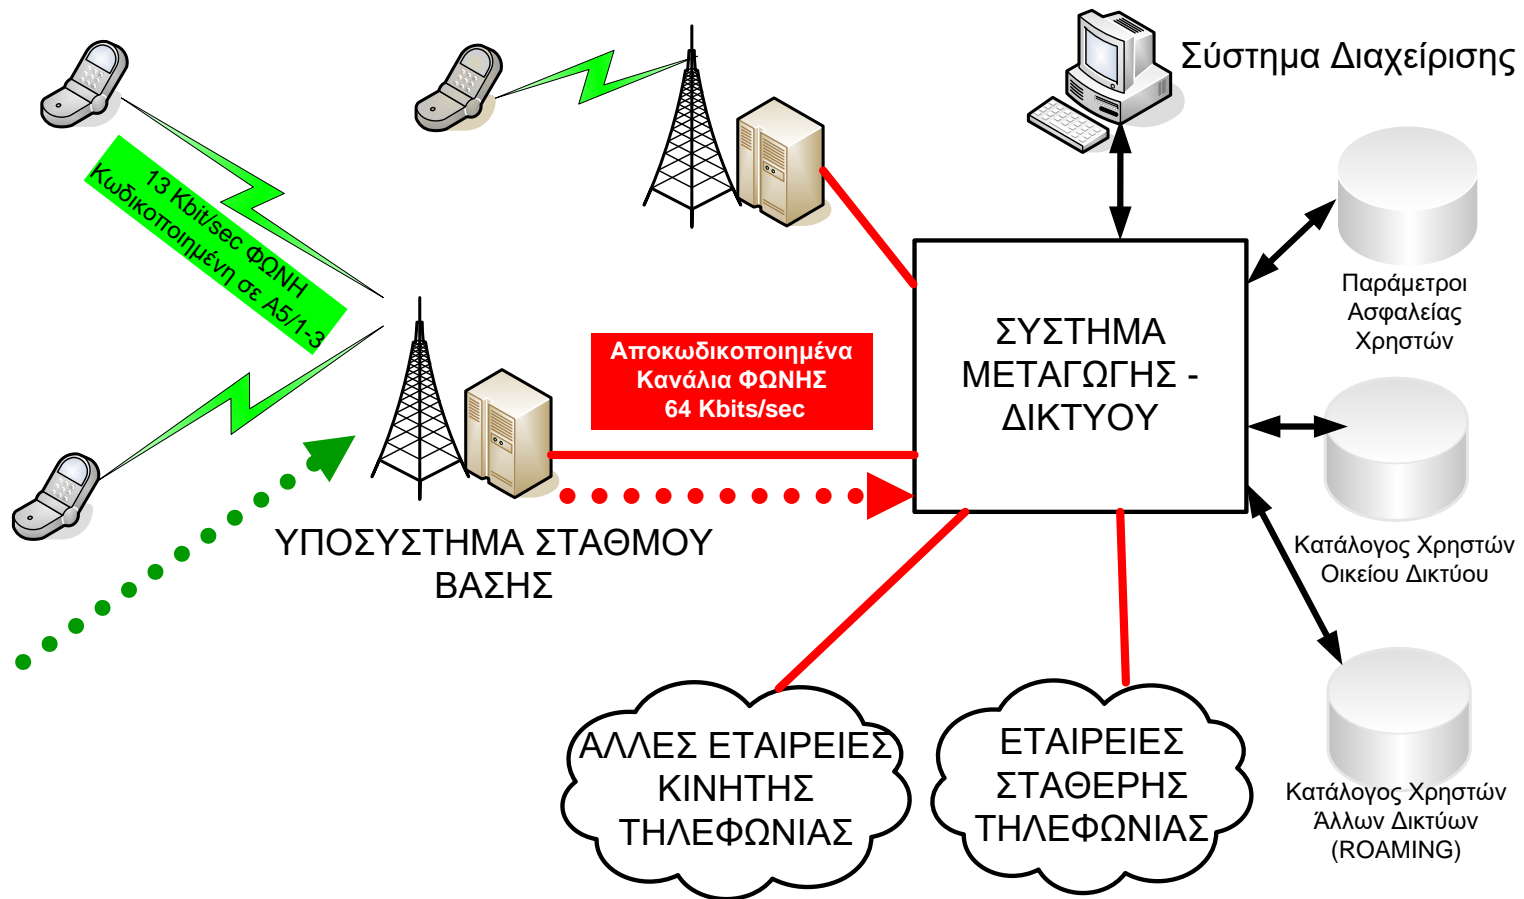 Σύστημα Διαχείρισης
13 Kbit/sec ΦΩΝΗ
Κωδικοποιημένη σε A5/1-3
Παράμετροι
Ασφαλείας
Χρηστών
Αποκωδικοποιημένα
Κανάλια ΦΩΝΗΣ
64 Kbits/sec
ΣΥΣΤΗΜΑ
ΜΕΤΑΓΩΓΗΣ -
ΔΙΚΤΥΟΥ
ΥΠΟΣΥΣΤΗΜΑ ΣΤΑΘΜΟΥ
ΒΑΣΗΣ
Κατάλογος Χρηστών
Οικείου Δικτύου
ΑΛΛΕΣ ΕΤΑΙΡΕΙΕΣ
ΚΙΝΗΤΗΣ
ΤΗΛΕΦΩΝΙΑΣ
ΕΤΑΙΡΕΙΕΣ
ΣΤΑΘΕΡΗΣ
ΤΗΛΕΦΩΝΙΑΣ
Κατάλογος Χρηστών
Άλλων Δικτύων
(ROAMING)